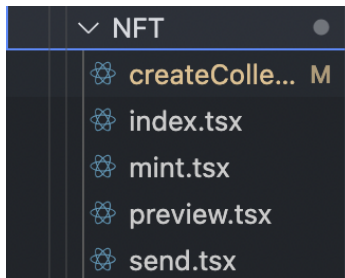 NFT
createColle... M
index.tsx
mint.tsx
preview.tsx
send.tsx